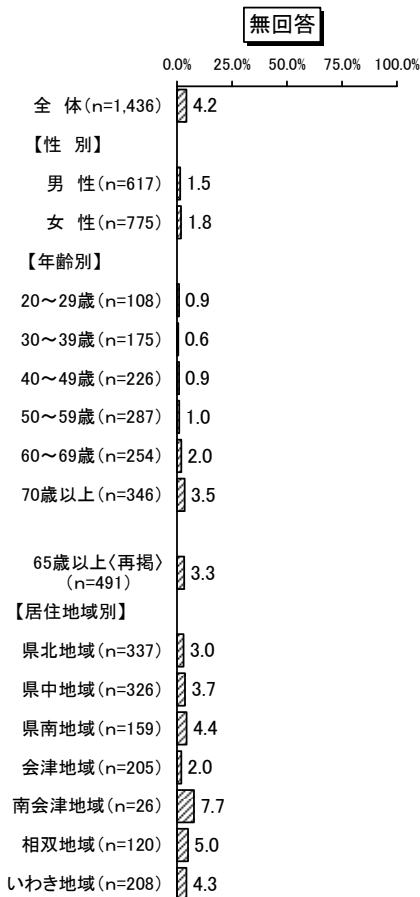 無回答
0.0% 25.0% 50.0% 75.0% 100.0%
全 体(n=1,436) 4.2
【性 別】
男 性(n=617) 1.5
女 性(n=775) 1.8
【年齢別】
20～29歳(n=108) 0.9
30～39歳(n=175) 0.6
40～49歳(n=226) 0.9
50～59歳(n=287) 1.0
60～69歳(n=254) 2.0
70歳以上(n=346) 3.5
65歳以上〈再掲〉
(n=491) 3.3
【居住地域別】
県北地域(n=337) 3.0
県中地域(n=326) 3.7
県南地域(n=159) 4.4
会津地域(n=205) 2.0
南会津地域(n=26) 7.7
相双地域(n=120) 5.0
いわき地域(n=208) 4.3